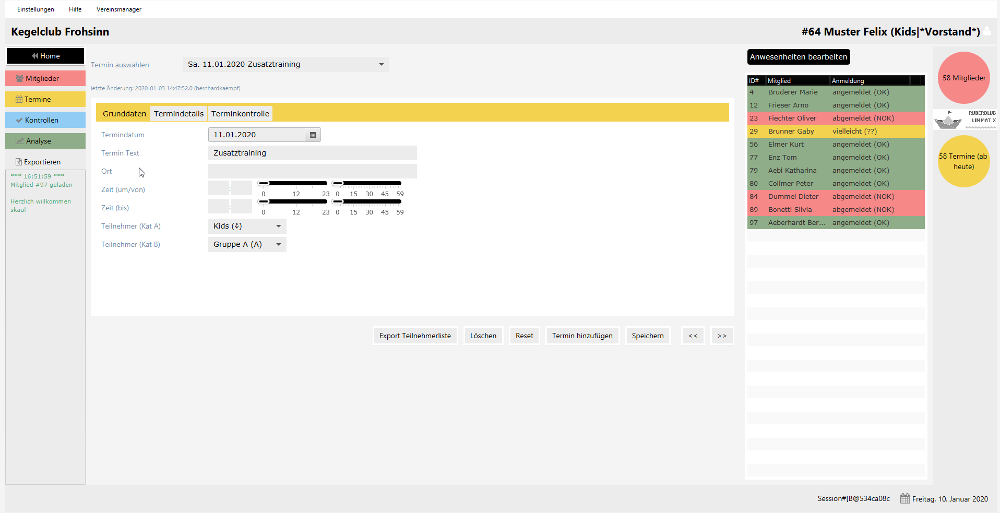 Einstellungen Hilfe Vereinsmanager
Kegelclub Frohsinn
#64 Muster Felix (Kids|*Vorstand*)
Home
Mitglieder
Termine
Kontrollen
Analyse
Exportieren
*** 16:51:59 ***
Mitglied #97 geladen
Herzlich willkommen
skaul
Termin auswählen Sa. 11.01.2020 Zusatztraining
letzte Änderung: 2020-01-03 14:47:52.0 (bernhardkaempf)
Grunddaten Termindetails Terminkontrolle
Termindatum 11.01.2020
Termin Text Zusatztraining
Ort
Zeit (um/von) : 0 12 23 0 15 30 45 59
Zeit (bis) : 0 12 23 0 15 30 45 59
Teilnehmer (Kat A) Kids (⚘)
Teilnehmer (Kat B) Gruppe A (A)
Export Teilnehmerliste Löschen Reset Termin hinzufügen Speichern << >>
Anwesenheiten bearbeiten
ID# Mitglied Anmeldung
4 Bruderer Marie angemeldet (OK)
12 Frieser Arno angemeldet (OK)
23 Fiechter Oliver abgemeldet (NOK)
29 Brunner Gaby vielleicht (??)
56 Elmer Kurt angemeldet (OK)
77 Enz Tom angemeldet (OK)
79 Aebi Katharina angemeldet (OK)
80 Collmer Peter angemeldet (OK)
84 Dummel Dieter abgemeldet (NOK)
89 Bonetti Silvia abgemeldet (NOK)
97 Aeberhardt Ber... angemeldet (OK)
58 Mitglieder
RUDERCLUB
LIMMAT X
58 Termine (ab
heute)
Session#[B@534ca08c Freitag, 10. Januar 2020